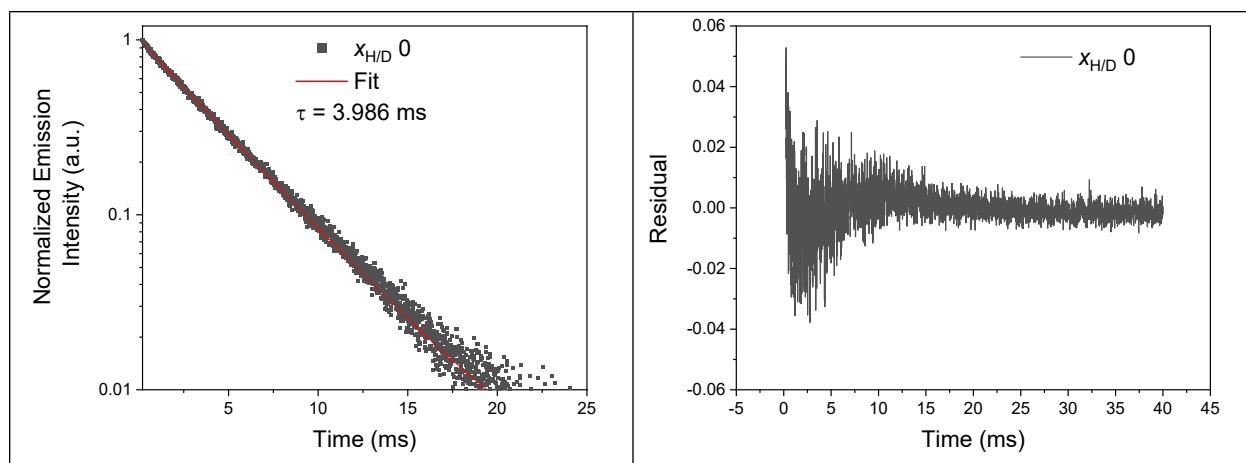 1
0.1
0.01
Normalized Emission
Intensity (a.u.)
x_H/D 0
Fit
τ = 3.986 ms
5
10
15
20
25
Time (ms)
0.06
0.04
0.02
0.00
-0.02
-0.04
-0.06
Residual
x_H/D 0
-5
0
5
10
15
20
25
30
35
40
45
Time (ms)